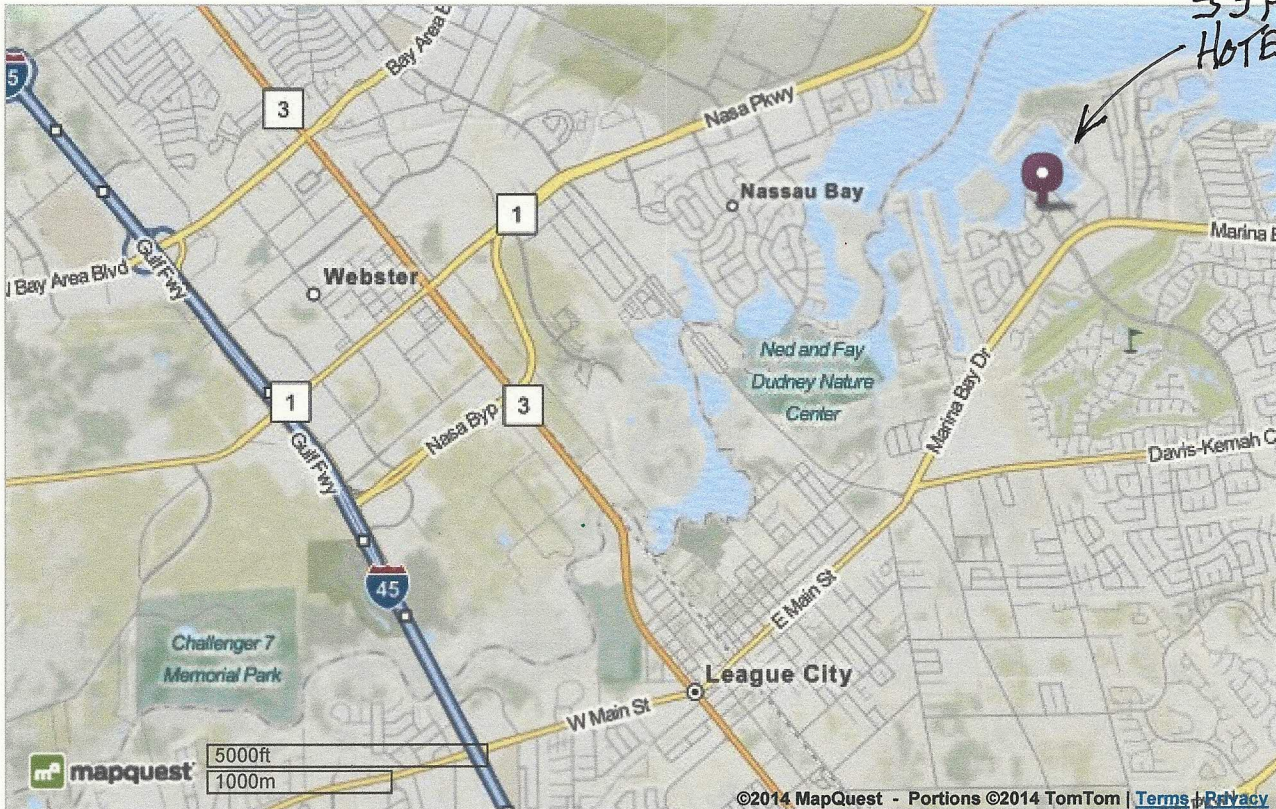 HOTE
5
Bay Area B
3
Nasa Pkwy
1
Nassau Bay
Marina B
Bay Area Blvd
Gulf Fwy
Webster
Ned and Fay
Dudney Nature
Center
1
Nasa Byp
3
Gulf Fwy
Marina Bay Dr
Davis-Kemah C
45
E Main St
Challenger 7
Memorial Park
League City
W Main St
5000ft
1000m
mq mapquest
©2014 MapQuest - Portions ©2014 TomTom | Terms | Privacy